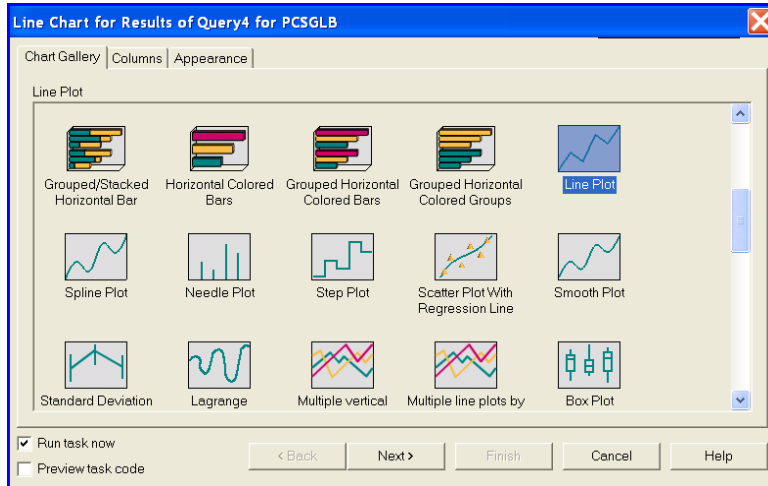 Line Chart for Results of Query4 for PCSGLB
Chart Gallery
Columns
Appearance
Line Plot
Grouped/Stacked
Horizontal Bar
Horizontal Colored
Bars
Grouped Horizontal
Colored Bars
Grouped Horizontal
Colored Groups
Line Plot
Spline Plot
Needle Plot
Step Plot
Scatter Plot With
Regression Line
Smooth Plot
Standard Deviation
Lagrange
Multiple vertical
Multiple line plots by
Box Plot
Run task now
Preview task code
< Back
Next >
Finish
Cancel
Help